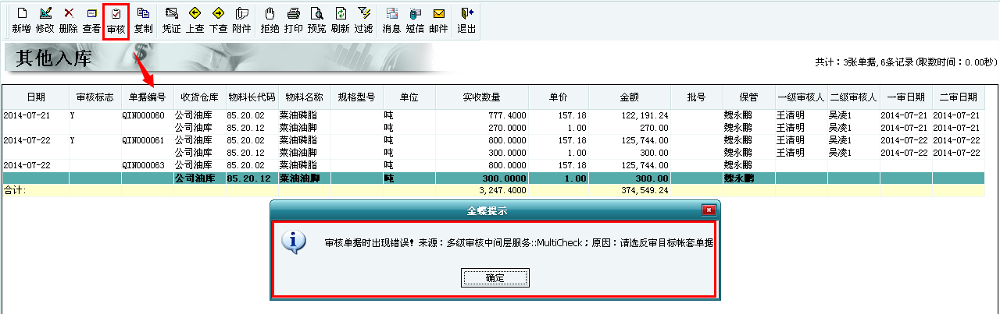 新增 修改 删除 查看 审核 复制 凭证 上查 下查 附件 拒绝 打印 预览 刷新 过滤 消息 短信 邮件 退出
其他入库
共计：3张单据,6条记录(取数时间：0.00秒)
日期 审核标志 单据编号 收货仓库 物料长代码 物料名称 规格型号 单位 实收数量 单价 金额 批号 保管 一级审核人 二级审核人 一审日期 二审日期
2014-07-21 Y QIN000060 公司油库 85.20.02 菜油磷脂 吨 777.4000 157.18 122,191.24 魏永鹏 王清明 吴凌1 2014-07-21 2014-07-21
公司油库 85.20.12 菜油油脚 吨 270.0000 1.00 270.00 魏永鹏 王清明 吴凌1 2014-07-21 2014-07-21
2014-07-22 Y QIN000061 公司油库 85.20.02 菜油磷脂 吨 800.0000 157.18 125,744.00 魏永鹏 王清明 吴凌1 2014-07-22 2014-07-22
公司油库 85.20.12 菜油油脚 吨 300.0000 1.00 300.00 魏永鹏 王清明 吴凌1 2014-07-22 2014-07-22
2014-07-22 QIN000063 公司油库 85.20.02 菜油磷脂 吨 800.0000 157.18 125,744.00 魏永鹏
公司油库 85.20.12 菜油油脚 吨 300.0000 1.00 300.00 魏永鹏
合计: 3,247.4000 374,549.24
金蝶提示
审核单据时出现错误! 来源：多级审核中间层服务::MultiCheck；原因：请选反审目标帐套单据
确定